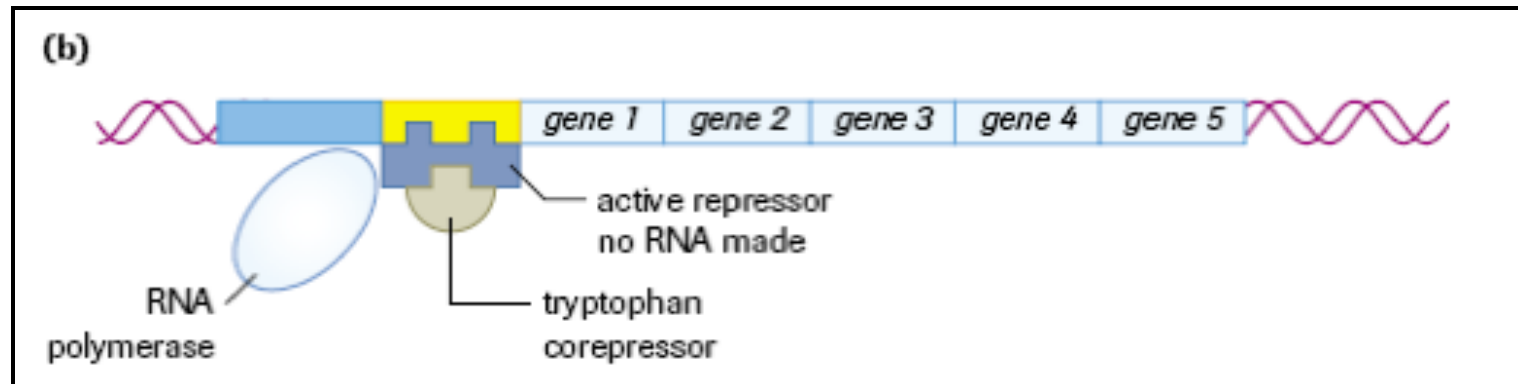 (b)
gene 1 gene 2 gene 3 gene 4 gene 5
active repressor
no RNA made
RNA
polymerase
tryptophan
corepressor